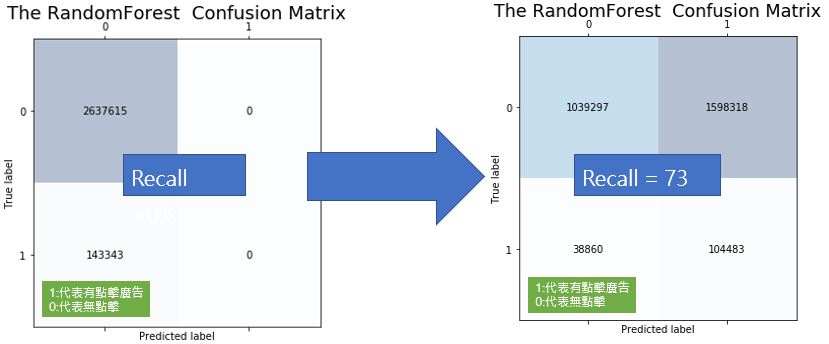 The RandomForest  Confusion Matrix
0 1
0 2637615 0
Recall
=0%
1 143343 0
True label
1:代表有點擊廣告
0:代表無點擊
Predicted label
The RandomForest  Confusion Matrix
0 1
0 1039297 1598318
Recall = 73
1 38860 104483
True label
1:代表有點擊廣告
0:代表無點擊
Predicted label